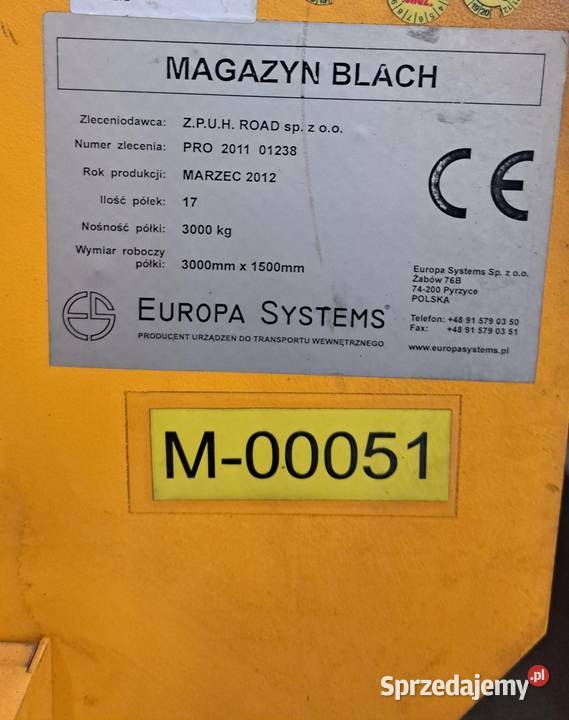 MAGAZYN BLACH
Zleceniodawca: Z.P.U.H. ROAD sp. z o.o.
Numer zlecenia: PRO 2011 01238
Rok produkcji: MARZEC 2012
Ilość półek: 17
Nośność półki: 3000 kg
Wymiar roboczy
półki: 3000mm x 1500mm
CE
Europa Systems Sp. z o.o.
Żabów 76B
74-200 Pyrzyce
POLSKA
Telefon: +48 91 579 03 50
Fax: +48 91 579 03 51
www.europasystems.pl
ES EUROPA SYSTEMS®
PRODUCENT URZĄDZEŃ DO TRANSPORTU WEWNĘTRZNEGO
M-00051
Sprzedajemy.pl